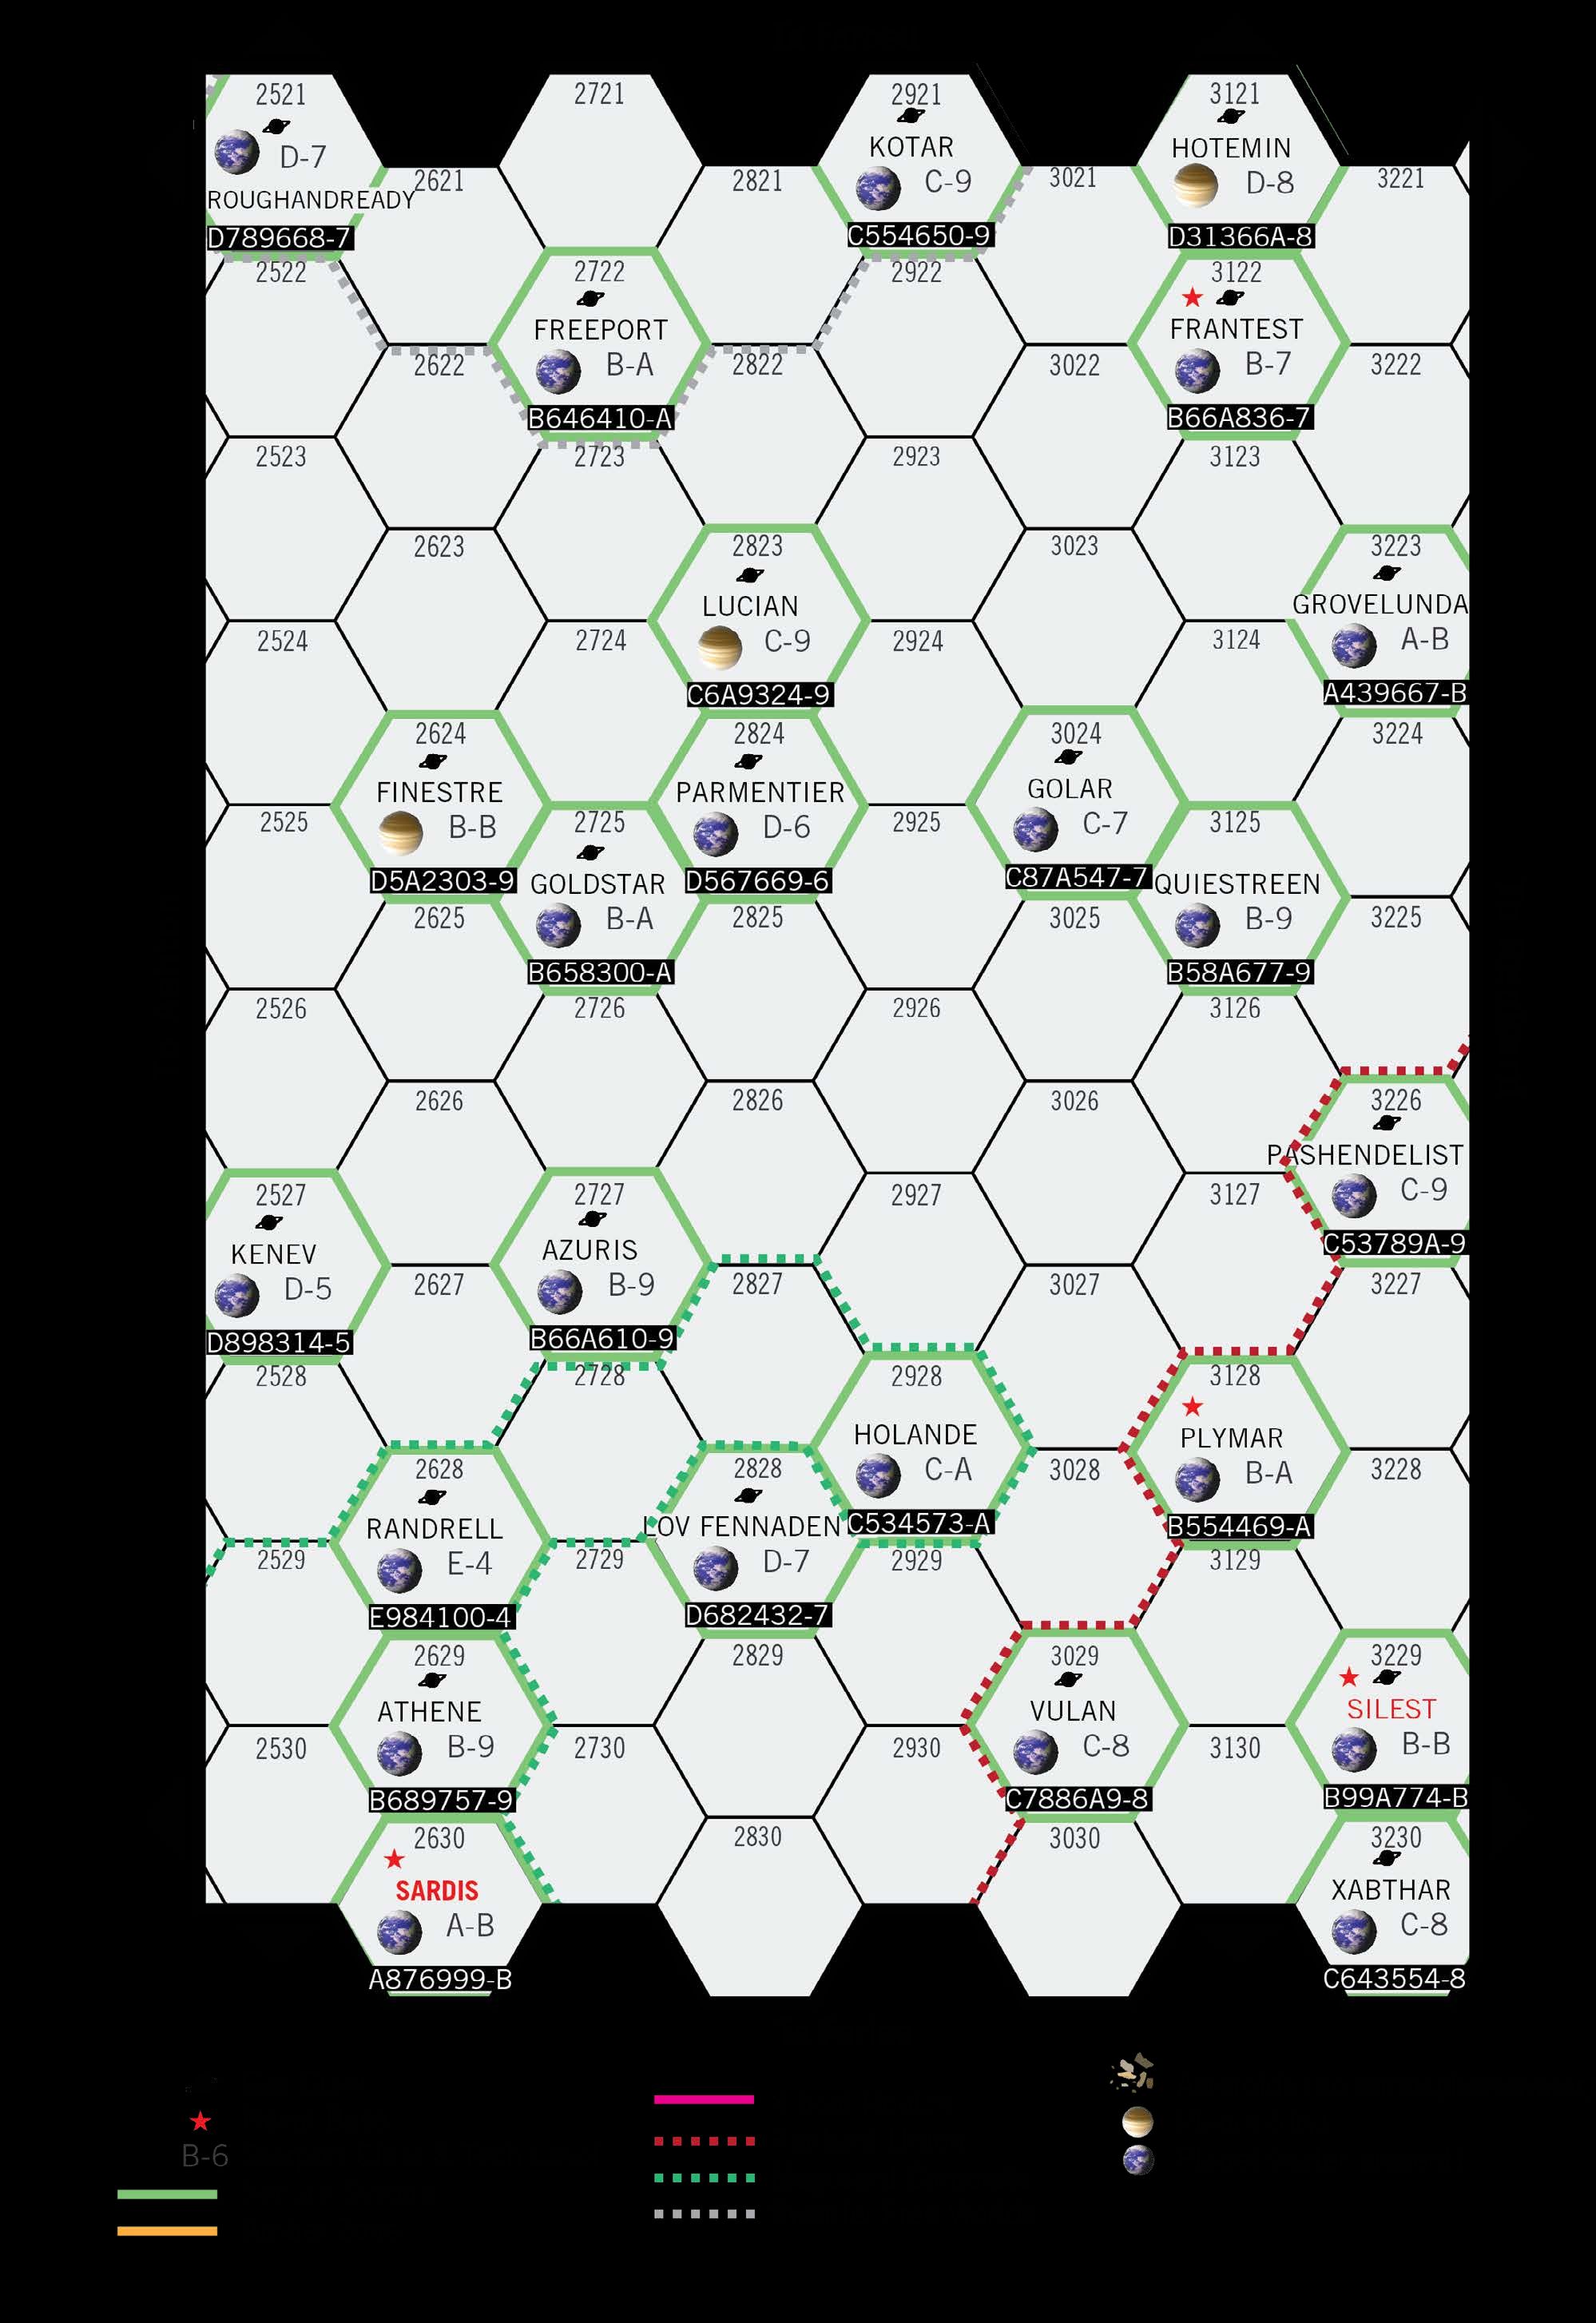 2521
D-7
ROUGHANDREADY
D789668-7
2721
2921
KOTAR
C-9
C554650-9
3121
HOTEMIN
D-8
D31366A-8
2621
2821
3021
3221
2522
2722
FREEPORT
B-A
B646410-A
2922
3122
FRANTEST
B-7
B66A836-7
2622
2822
3022
3222
2523
2723
2923
3123
2623
2823
LUCIAN
C-9
C6A9324-9
3023
3223
GROVELUNDA
A-B
A439667-B
2524
2724
2924
3124
2624
FINESTRE
B-B
D5A2303-9
2824
PARMENTIER
D-6
D567669-6
3024
GOLAR
C-7
C87A547-7
3224
2525
2725
GOLDSTAR
B-A
B658300-A
2925
3125
QUIESTREEN
B-9
B58A677-9
2625
2825
3025
3225
2526
2726
2926
3126
2626
2826
3026
3226
PASHENDELIST
C-9
C53789A-9
2527
KENEV
D-5
D898314-5
2727
AZURIS
B-9
B66A610-9
2927
3127
2627
2827
3027
3227
2528
2728
2928
HOLANDE
C-A
C534573-A
3128
PLYMAR
B-A
B554469-A
2628
RANDRELL
E-4
E984100-4
2828
LOV FENNADEN
D-7
D682432-7
3028
3228
2529
2729
2929
3129
2629
ATHENE
B-9
B689757-9
2829
3029
VULAN
C-8
C7886A9-8
3229
SILEST
B-B
B99A774-B
2530
2730
2930
3130
2630
SARDIS
A-B
A876999-B
2830
3030
3230
XABTHAR
C-8
C643554-8
B-6